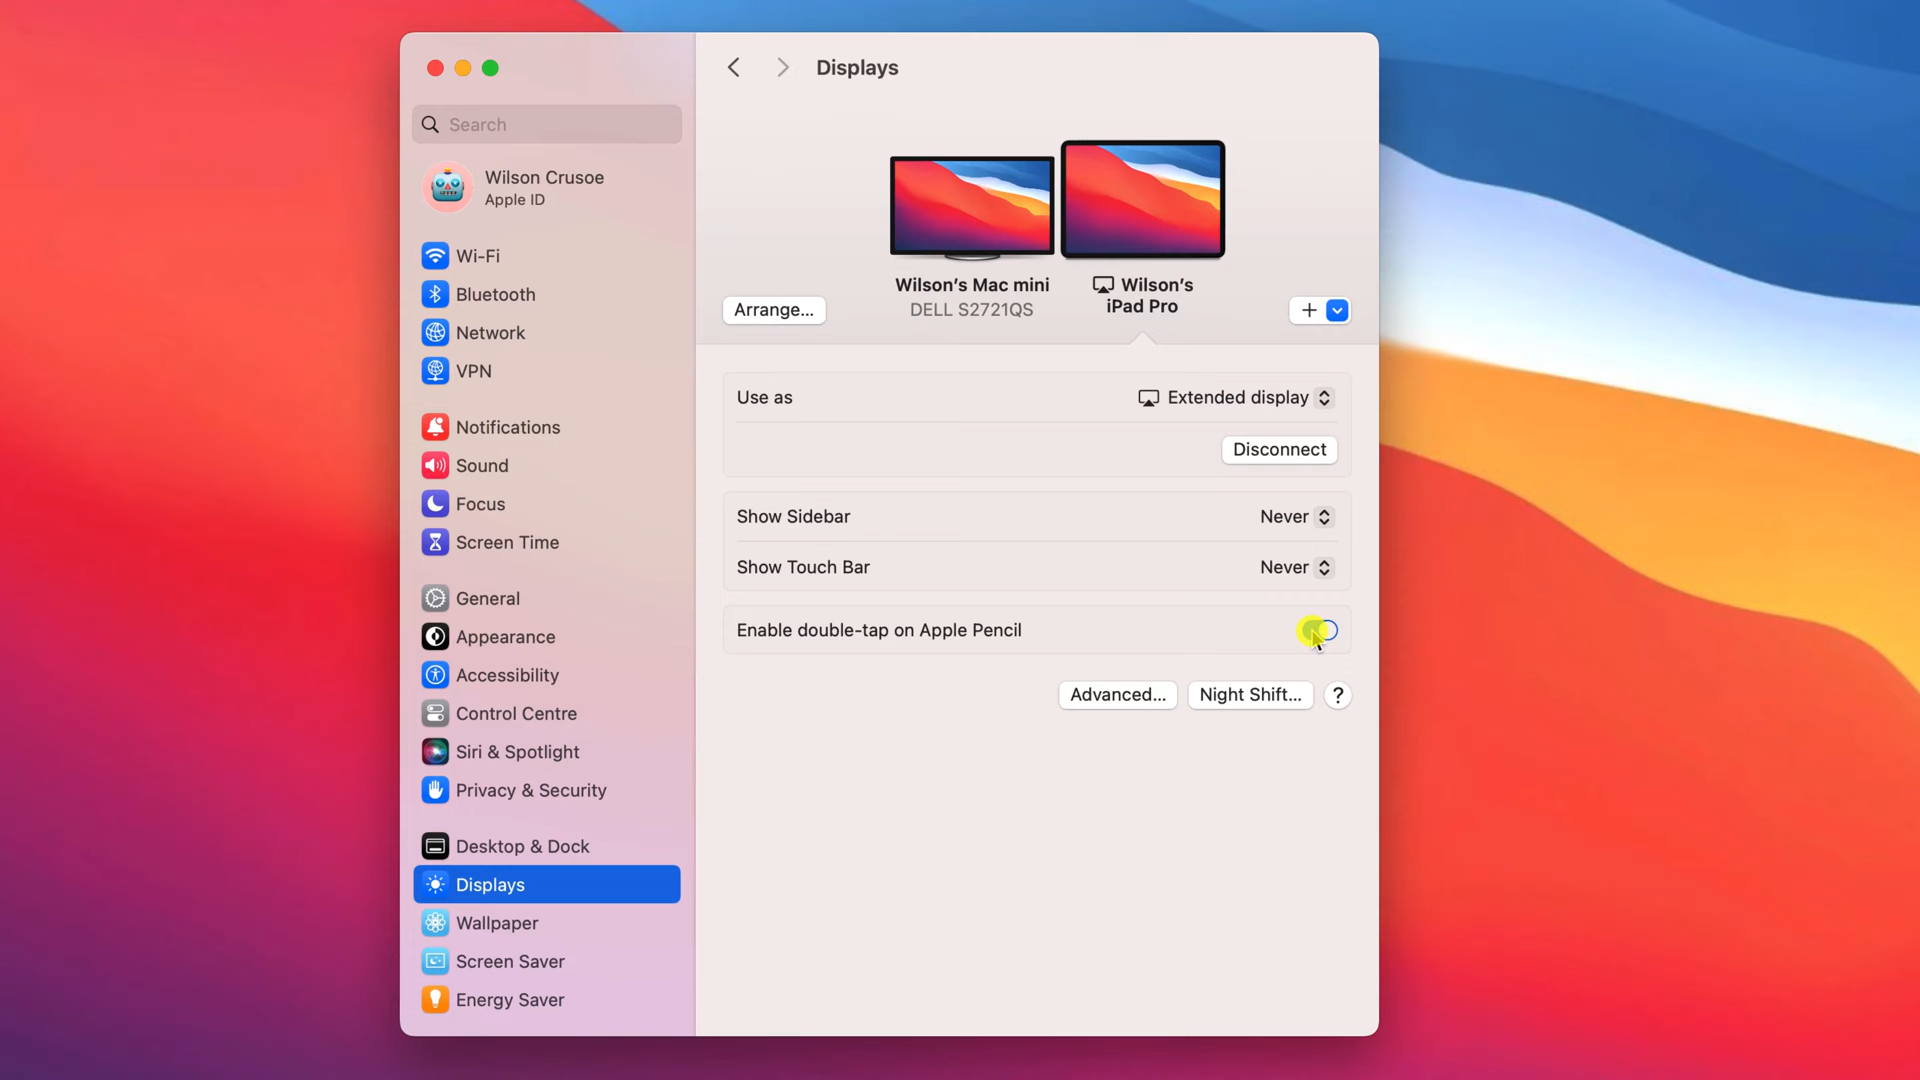 Displays
Search
Wilson Crusoe
Apple ID
Wi-Fi
Bluetooth
Network
VPN
Notifications
Sound
Focus
Screen Time
General
Appearance
Accessibility
Control Centre
Siri & Spotlight
Privacy & Security
Desktop & Dock
Displays
Wallpaper
Screen Saver
Energy Saver
Wilson’s Mac mini
DELL S2721QS
Wilson’s
iPad Pro
Arrange...
+
Use as
Extended display
Disconnect
Show Sidebar
Never
Show Touch Bar
Never
Enable double-tap on Apple Pencil
Advanced...
Night Shift...
?